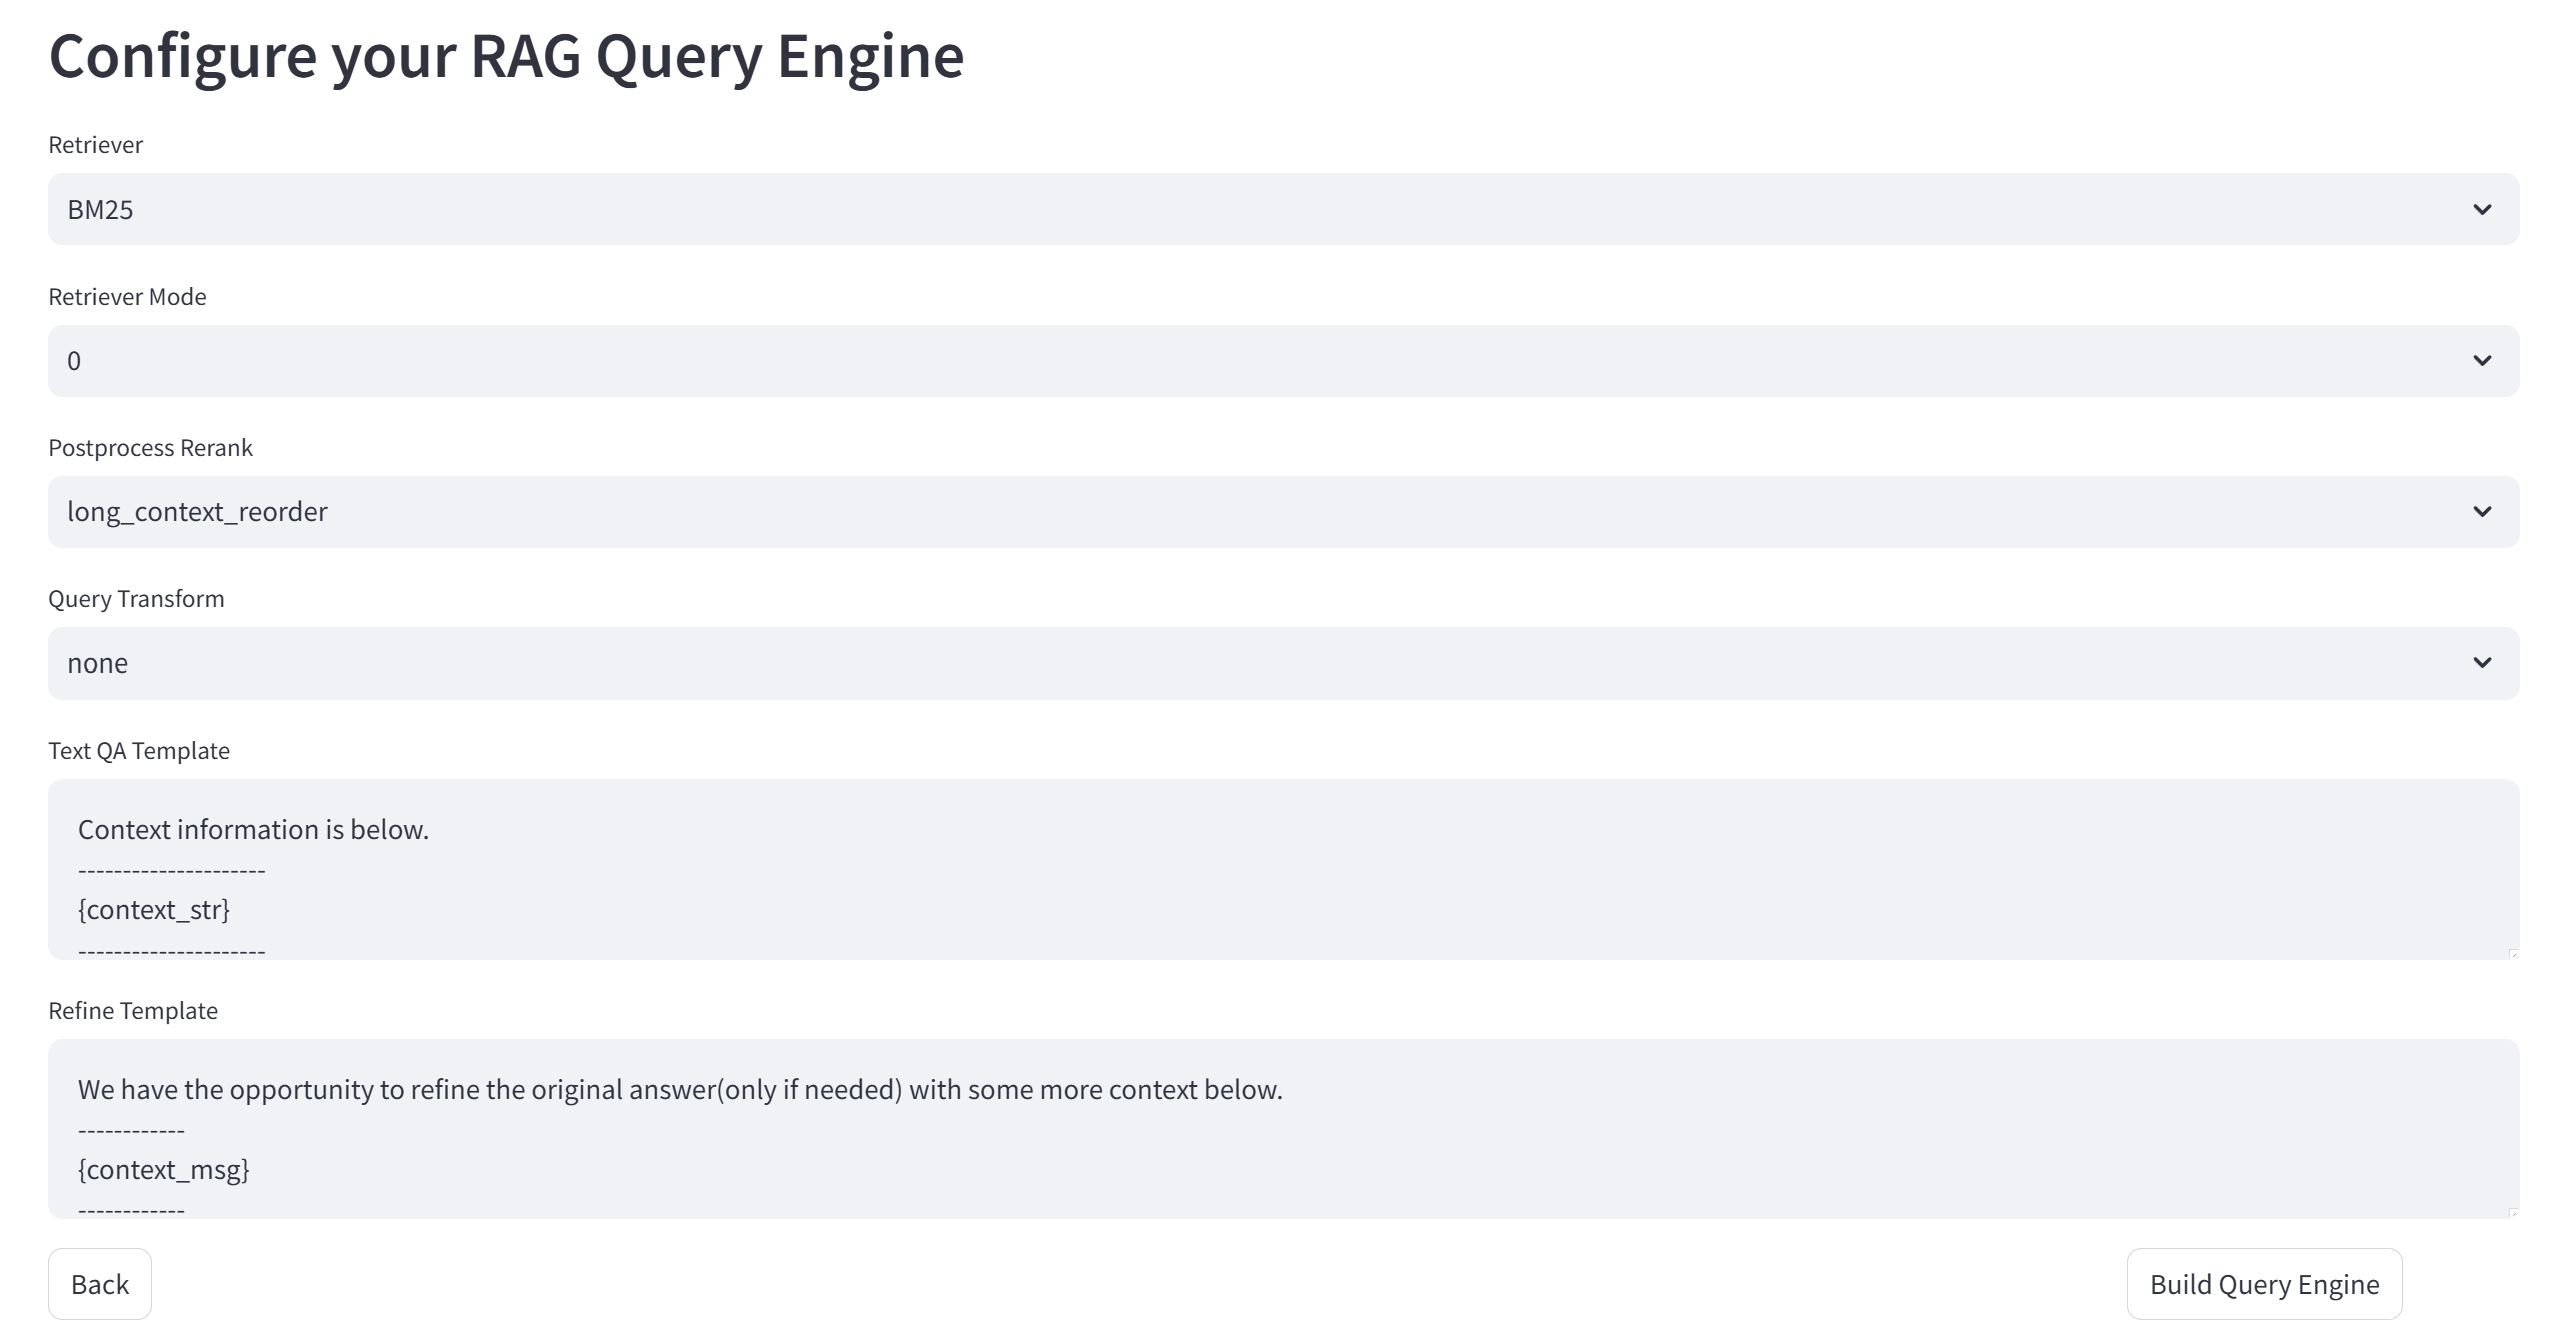 Configure your RAG Query Engine
Retriever
BM25
Retriever Mode
0
Postprocess Rerank
long_context_reorder
Query Transform
none
Text QA Template
Context information is below.
---------------------
{context_str}
---------------------
Refine Template
We have the opportunity to refine the original answer(only if needed) with some more context below.
------------
{context_msg}
------------
Back
Build Query Engine